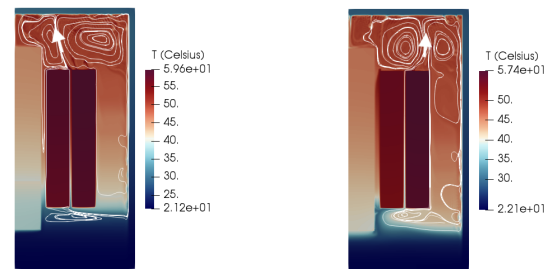 T (Celsius)
5.96e+01
55.
50.
45.
40.
35.
30.
25.
2.12e+01
T (Celsius)
5.74e+01
50.
45.
40.
35.
30.
2.21e+01